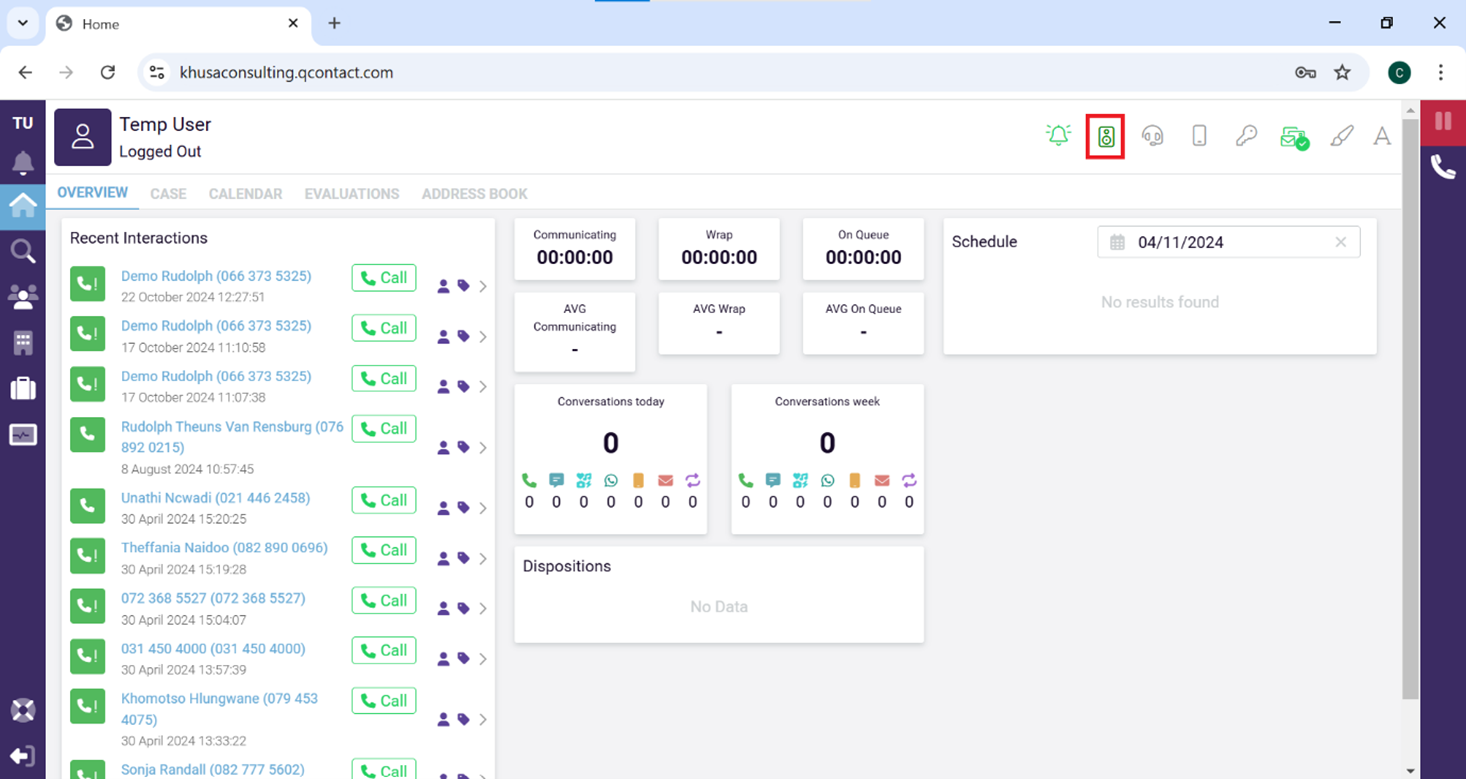 Home
khusaconsulting.qcontact.com
C
TU
Temp User
Logged Out
A
OVERVIEW CASE CALENDAR EVALUATIONS ADDRESS BOOK
Recent Interactions
Demo Rudolph (066 373 5325)
22 October 2024 12:27:51
Call
Demo Rudolph (066 373 5325)
17 October 2024 11:10:58
Call
Demo Rudolph (066 373 5325)
17 October 2024 11:07:38
Call
Rudolph Theuns Van Rensburg (076
892 0215)
8 August 2024 10:57:45
Call
Unathi Ncwadi (021 446 2458)
30 April 2024 15:20:25
Call
Theffania Naidoo (082 890 0696)
30 April 2024 15:19:28
Call
072 368 5527 (072 368 5527)
30 April 2024 15:04:07
Call
031 450 4000 (031 450 4000)
30 April 2024 13:57:39
Call
Khomotso Hlungwane (079 453
4075)
30 April 2024 13:33:22
Call
Sonja Randall (082 777 5602)
Call
Communicating
00:00:00
Wrap
00:00:00
On Queue
00:00:00
AVG
Communicating
-
AVG Wrap
-
AVG On Queue
-
Conversations today
0
0 0 0 0 0 0 0
Conversations week
0
0 0 0 0 0 0 0
Dispositions
No Data
Schedule
04/11/2024
No results found